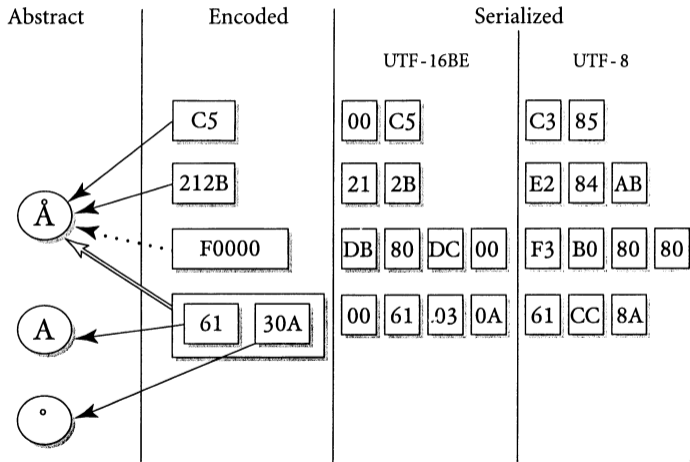 Abstract Encoded Serialized
UTF-16BE UTF-8
C5 00 C5 C3 85
212B 21 2B E2 84 AB
Å
F0000 DB 80 DC 00 F3 B0 80 80
A 61 30A 00 61 .03 0A 61 CC 8A
°